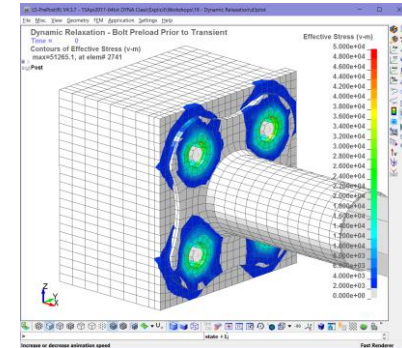 File Misc. View Geometry FEM Application Settings Help
Dynamic Relaxation - Bolt Preload Prior to Transient
Time = 0
Contours of Effective Stress (v-m)
max=51265.1, at elem# 2741
Post
Effective Stress (v-m)
5.000e+04
4.800e+04
4.600e+04
4.400e+04
4.200e+04
4.000e+04
3.800e+04
3.600e+04
3.400e+04
3.200e+04
3.000e+04
2.800e+04
2.600e+04
2.400e+04
2.200e+04
2.000e+04
1.800e+04
1.600e+04
1.400e+04
1.200e+04
1.000e+04
8.000e+03
6.000e+03
4.000e+03
2.000e+03
0.000e+00
Z
Y
X
state = 1;
Increase or decrease animation speed
Fast Renderer